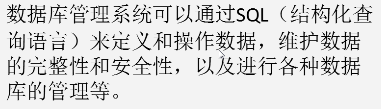 数据库管理系统可以通过SQL（结构化查
询语言）来定义和操作数据，维护数据
的完整性和安全性，以及进行各种数据
库的管理等。